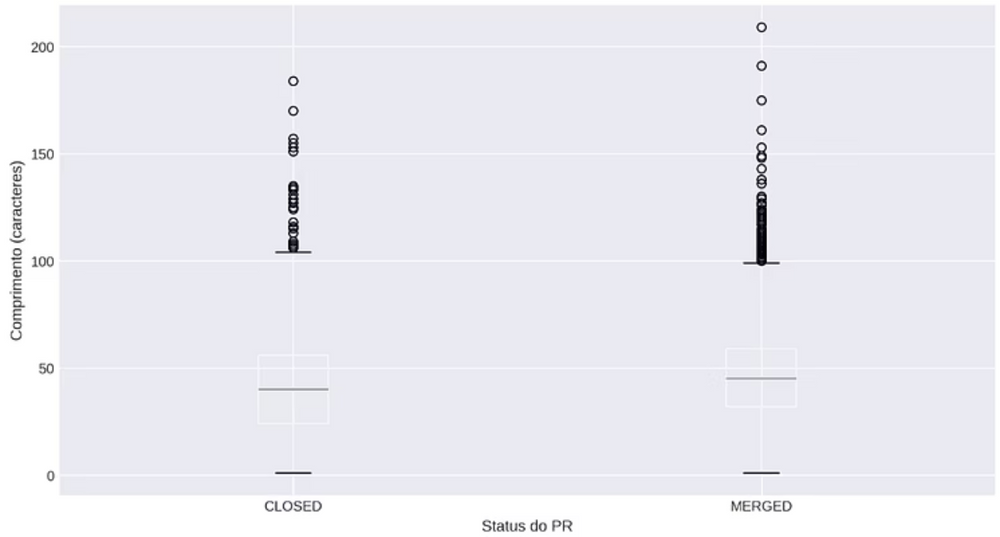 Comprimento (caracteres)
200
150
100
50
0
CLOSED
MERGED
Status do PR